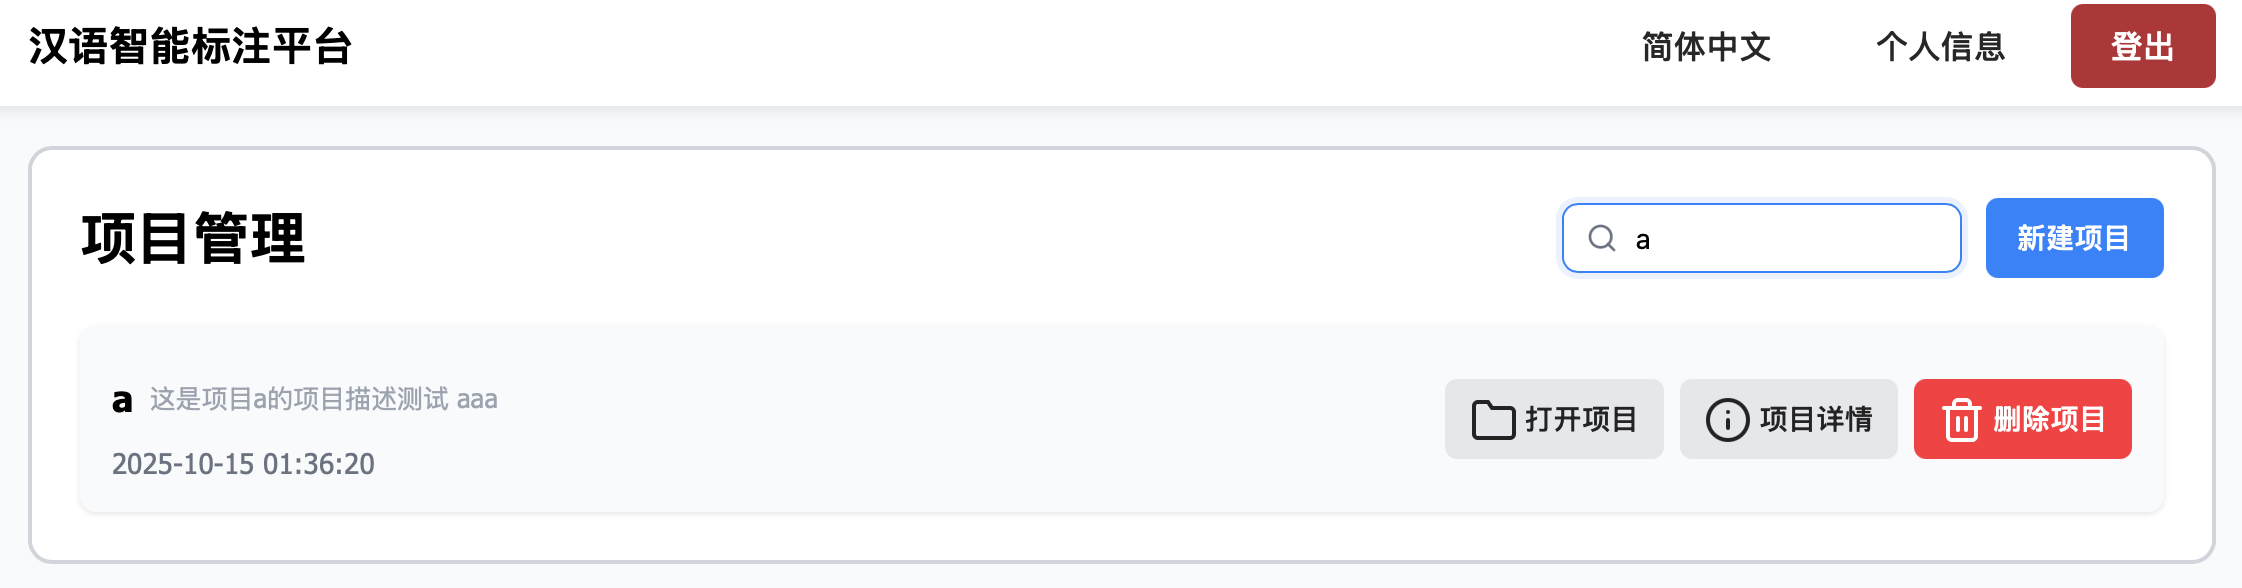 汉语智能标注平台 简体中文 个人信息 登出
项目管理 a 新建项目
a 这是项目a的项目描述测试 aaa 打开项目 项目详情 删除项目
2025-10-15 01:36:20